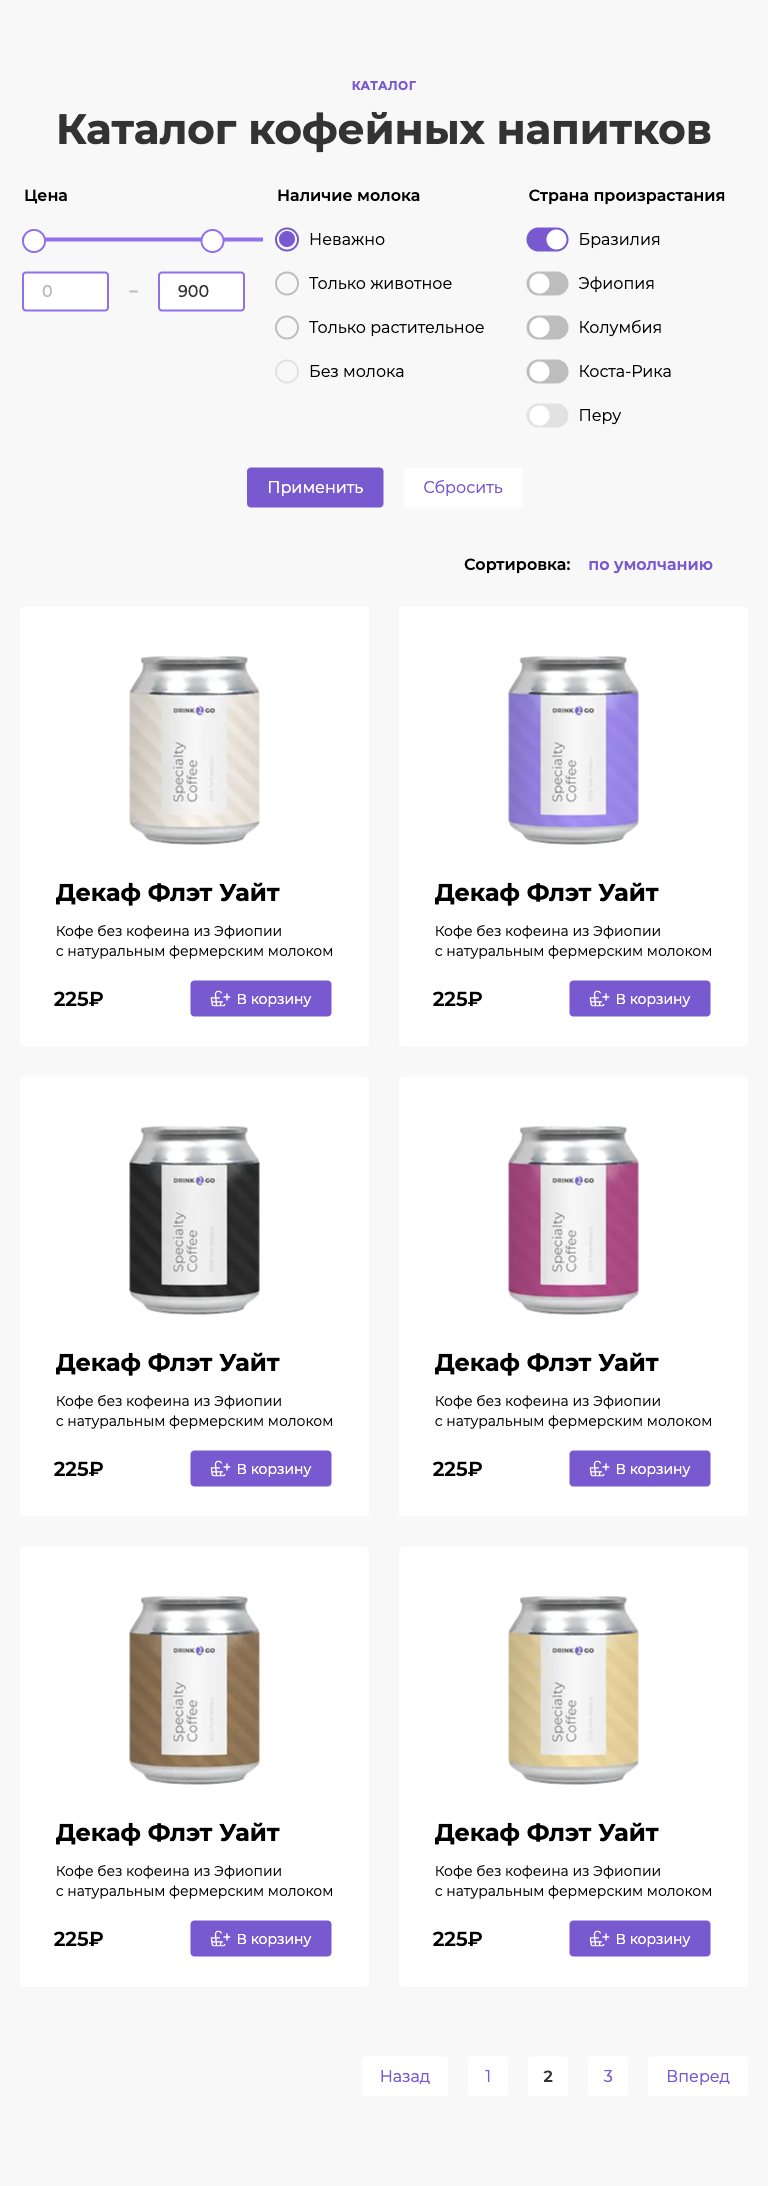 КАТАЛОГ
Каталог кофейных напитков
Цена
0
–
900
Наличие молока
Неважно
Только животное
Только растительное
Без молока
Страна произрастания
Бразилия
Эфиопия
Колумбия
Коста-Рика
Перу
Применить
Сбросить
Сортировка: по умолчанию
DRINK 2 GO
Specialty
Coffee
Декаф Флэт Уайт
Кофе без кофеина из Эфиопии
с натуральным фермерским молоком
225₽
В корзину
DRINK 2 GO
Specialty
Coffee
Декаф Флэт Уайт
Кофе без кофеина из Эфиопии
с натуральным фермерским молоком
225₽
В корзину
DRINK 2 GO
Specialty
Coffee
Декаф Флэт Уайт
Кофе без кофеина из Эфиопии
с натуральным фермерским молоком
225₽
В корзину
DRINK 2 GO
Specialty
Coffee
Декаф Флэт Уайт
Кофе без кофеина из Эфиопии
с натуральным фермерским молоком
225₽
В корзину
DRINK 2 GO
Specialty
Coffee
Декаф Флэт Уайт
Кофе без кофеина из Эфиопии
с натуральным фермерским молоком
225₽
В корзину
DRINK 2 GO
Specialty
Coffee
Декаф Флэт Уайт
Кофе без кофеина из Эфиопии
с натуральным фермерским молоком
225₽
В корзину
Назад 1 2 3 Вперед